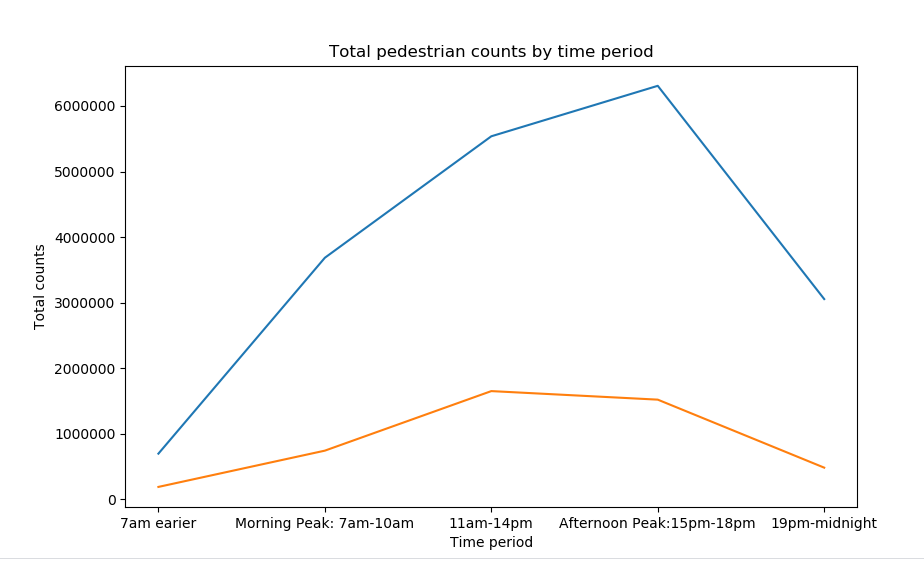 Total pedestrian counts by time period
6000000
5000000
4000000
3000000
2000000
1000000
0
Total counts
7am earier Morning Peak: 7am-10am 11am-14pm Afternoon Peak:15pm-18pm 19pm-midnight
Time period